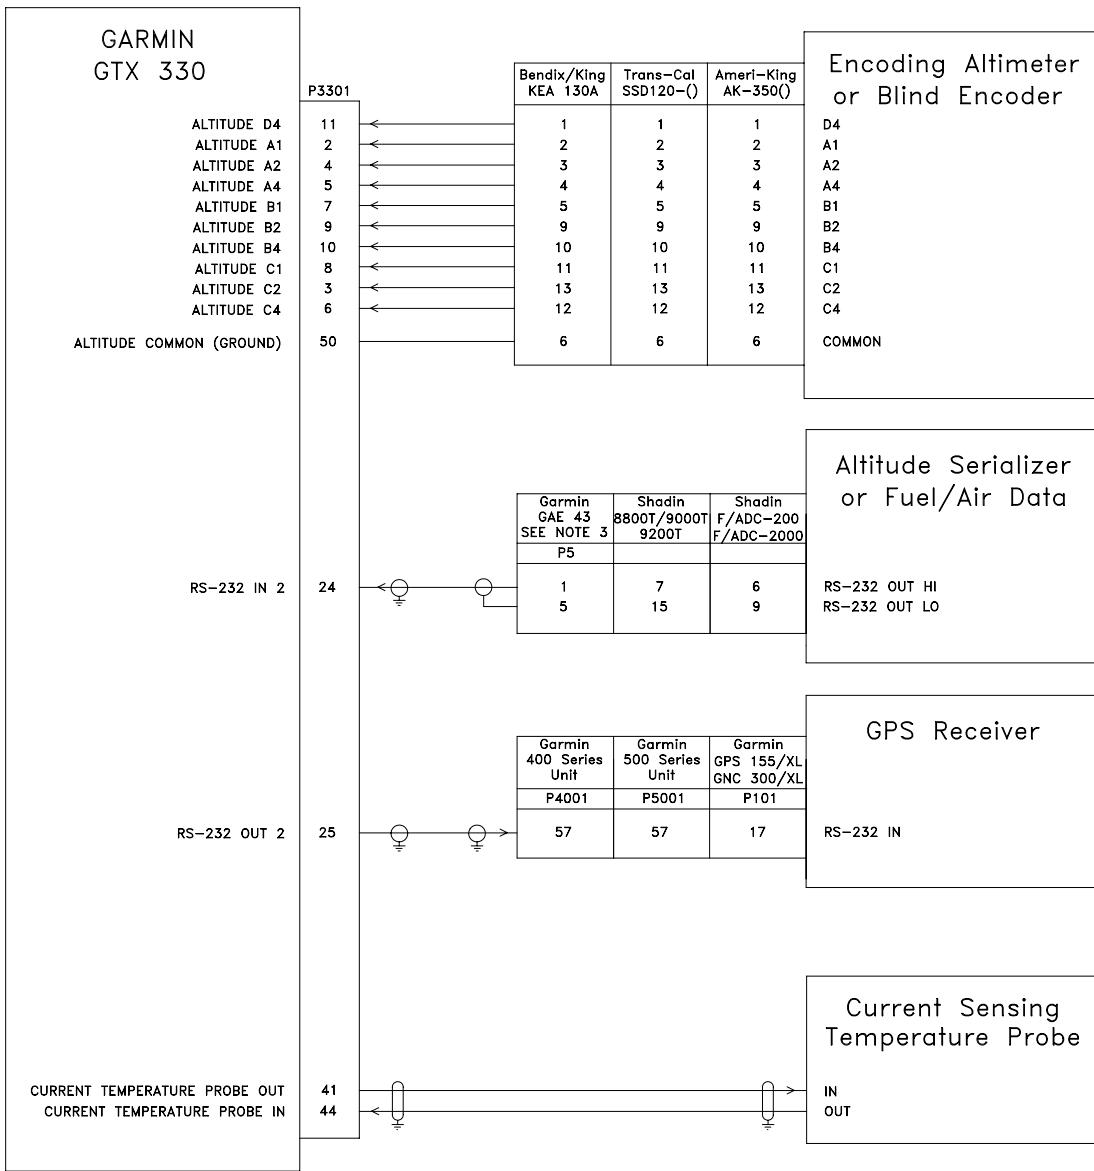 GARMIN
GTX 330
P3301
Bendix/King
KEA 130A
Trans-Cal
SSD120-()
Ameri-King
AK-350()
Encoding Altimeter
or Blind Encoder
ALTITUDE D4 11 1 1 1 D4
ALTITUDE A1 2 2 2 2 A1
ALTITUDE A2 4 3 3 3 A2
ALTITUDE A4 5 4 4 4 A4
ALTITUDE B1 7 5 5 5 B1
ALTITUDE B2 9 9 9 9 B2
ALTITUDE B4 10 10 10 10 B4
ALTITUDE C1 8 11 11 11 C1
ALTITUDE C2 3 13 13 13 C2
ALTITUDE C4 6 12 12 12 C4
ALTITUDE COMMON (GROUND) 50 6 6 6 COMMON
Altitude Serializer
or Fuel/Air Data
Garmin
GAE 43
SEE NOTE 3
Shadin
8800T/9000T
9200T
Shadin
F/ADC-200
F/ADC-2000
P5
RS-232 IN 2 24 1 7 6 RS-232 OUT HI
5 15 9 RS-232 OUT LO
GPS Receiver
Garmin
400 Series
Unit
Garmin
500 Series
Unit
Garmin
GPS 155/XL
GNC 300/XL
P4001 P5001 P101
RS-232 OUT 2 25 57 57 17 RS-232 IN
Current Sensing
Temperature Probe
CURRENT TEMPERATURE PROBE OUT 41 IN
CURRENT TEMPERATURE PROBE IN 44 OUT